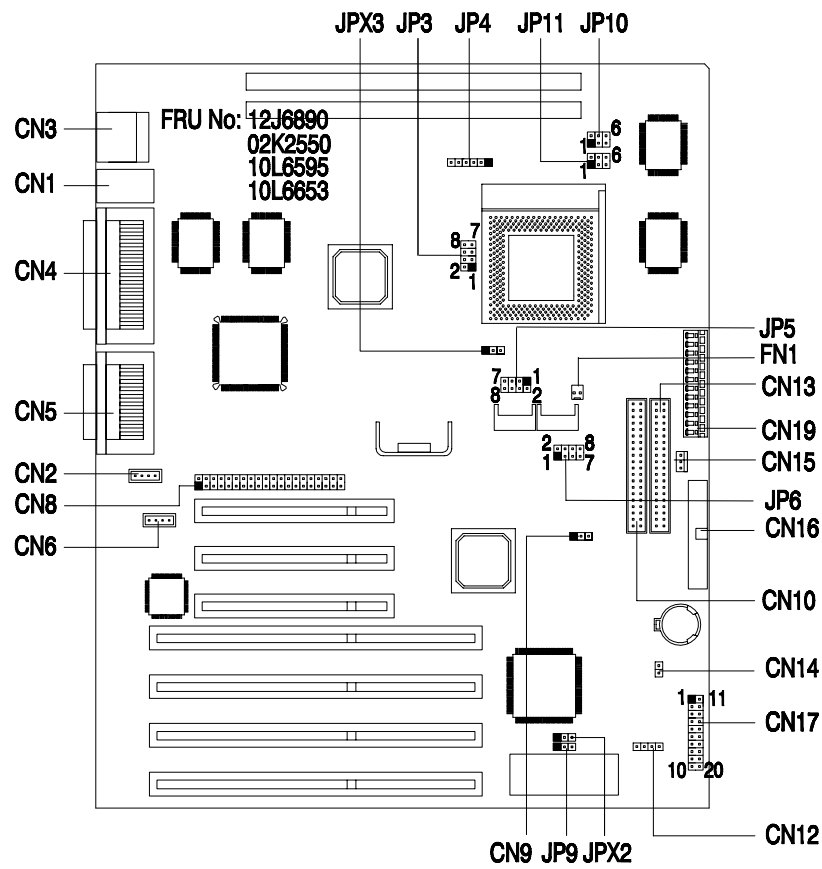 JPX3 JP3 JP4 JP11 JP10
CN3
FRU No: 12J6890
02K2550
10L6595
10L6653
6
1
6
1
CN1
CN4
7
8
2
1
JP5
FN1
7
1
8
2
CN13
CN5
CN19
2
8
1
7
CN15
CN2
CN8
JP6
CN6
CN16
CN10
CN14
1
11
CN17
10
20
CN12
CN9 JP9 JPX2